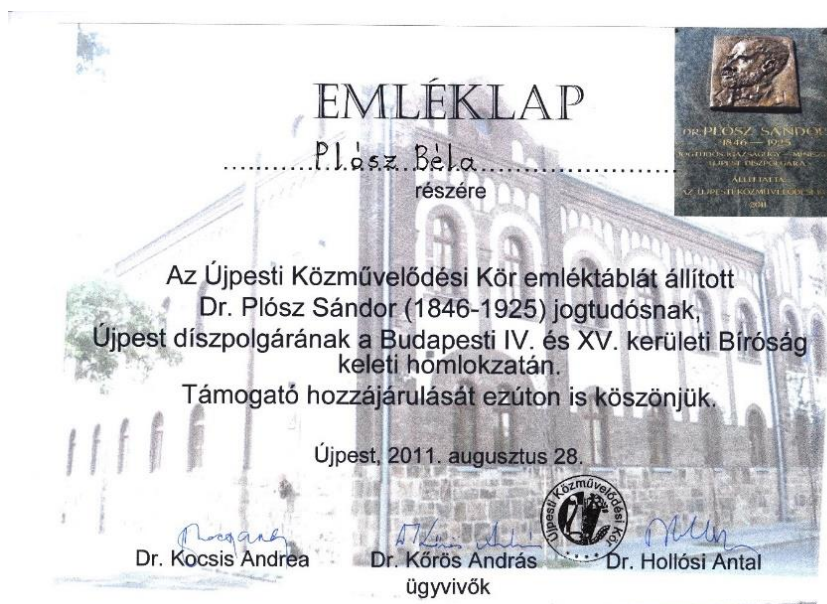 EMLÉKLAP
Plósz Béla
részére
DR. PLÓSZ SÁNDOR
1846 — 1925
ÚJPEST DÍSZPOLGÁRA
ÁLLÍTTATTA
AZ ÚJPESTI KÖZMŰVELŐDÉSI KÖR
2011
Az Újpesti Közművelődési Kör emléktáblát állított
Dr. Plósz Sándor (1846-1925) jogtudósnak,
Újpest díszpolgárának a Budapesti IV. és XV. kerületi Bíróság
keleti homlokzatán.
Támogató hozzájárulását ezúton is köszönjük.
Újpest, 2011. augusztus 28.
Újpesti Közművelődési Kör
Dr. Kocsis Andrea Dr. Kőrös András Dr. Hollósi Antal
ügyvivők